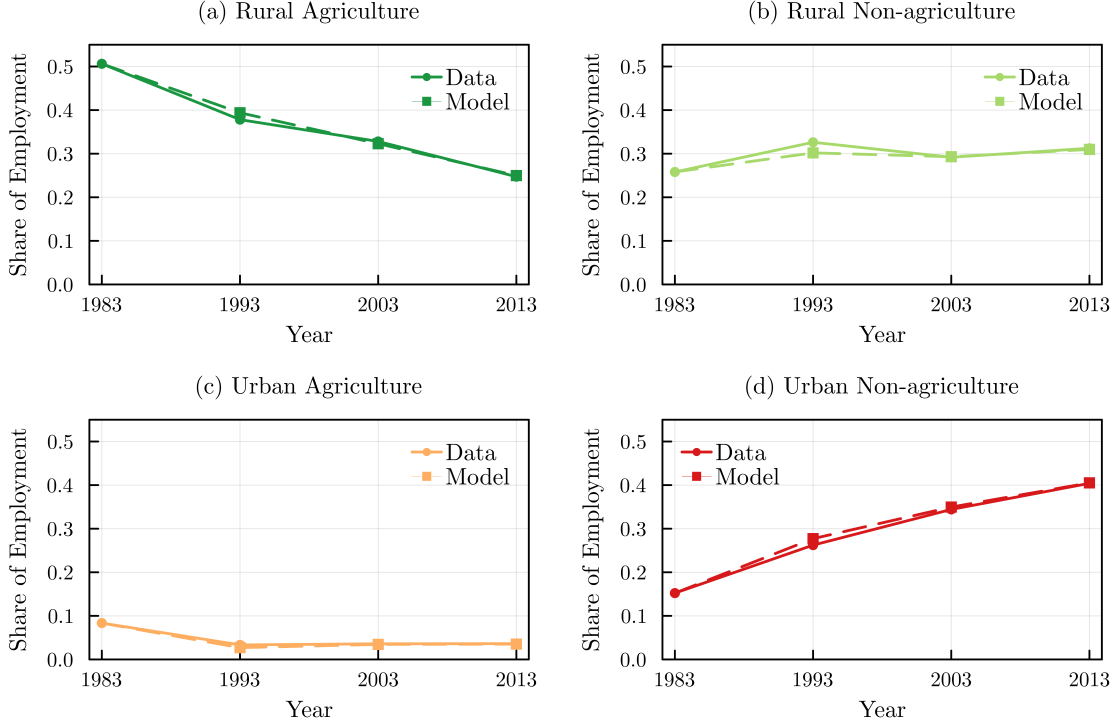 (a) Rural Agriculture
Share of Employment
0.5
0.4
0.3
0.2
0.1
0.0
Data
Model
1983
1993
2003
2013
Year
(b) Rural Non-agriculture
Share of Employment
0.5
0.4
0.3
0.2
0.1
0.0
Data
Model
1983
1993
2003
2013
Year
(c) Urban Agriculture
Share of Employment
0.5
0.4
0.3
0.2
0.1
0.0
Data
Model
1983
1993
2003
2013
Year
(d) Urban Non-agriculture
Share of Employment
0.5
0.4
0.3
0.2
0.1
0.0
Data
Model
1983
1993
2003
2013
Year